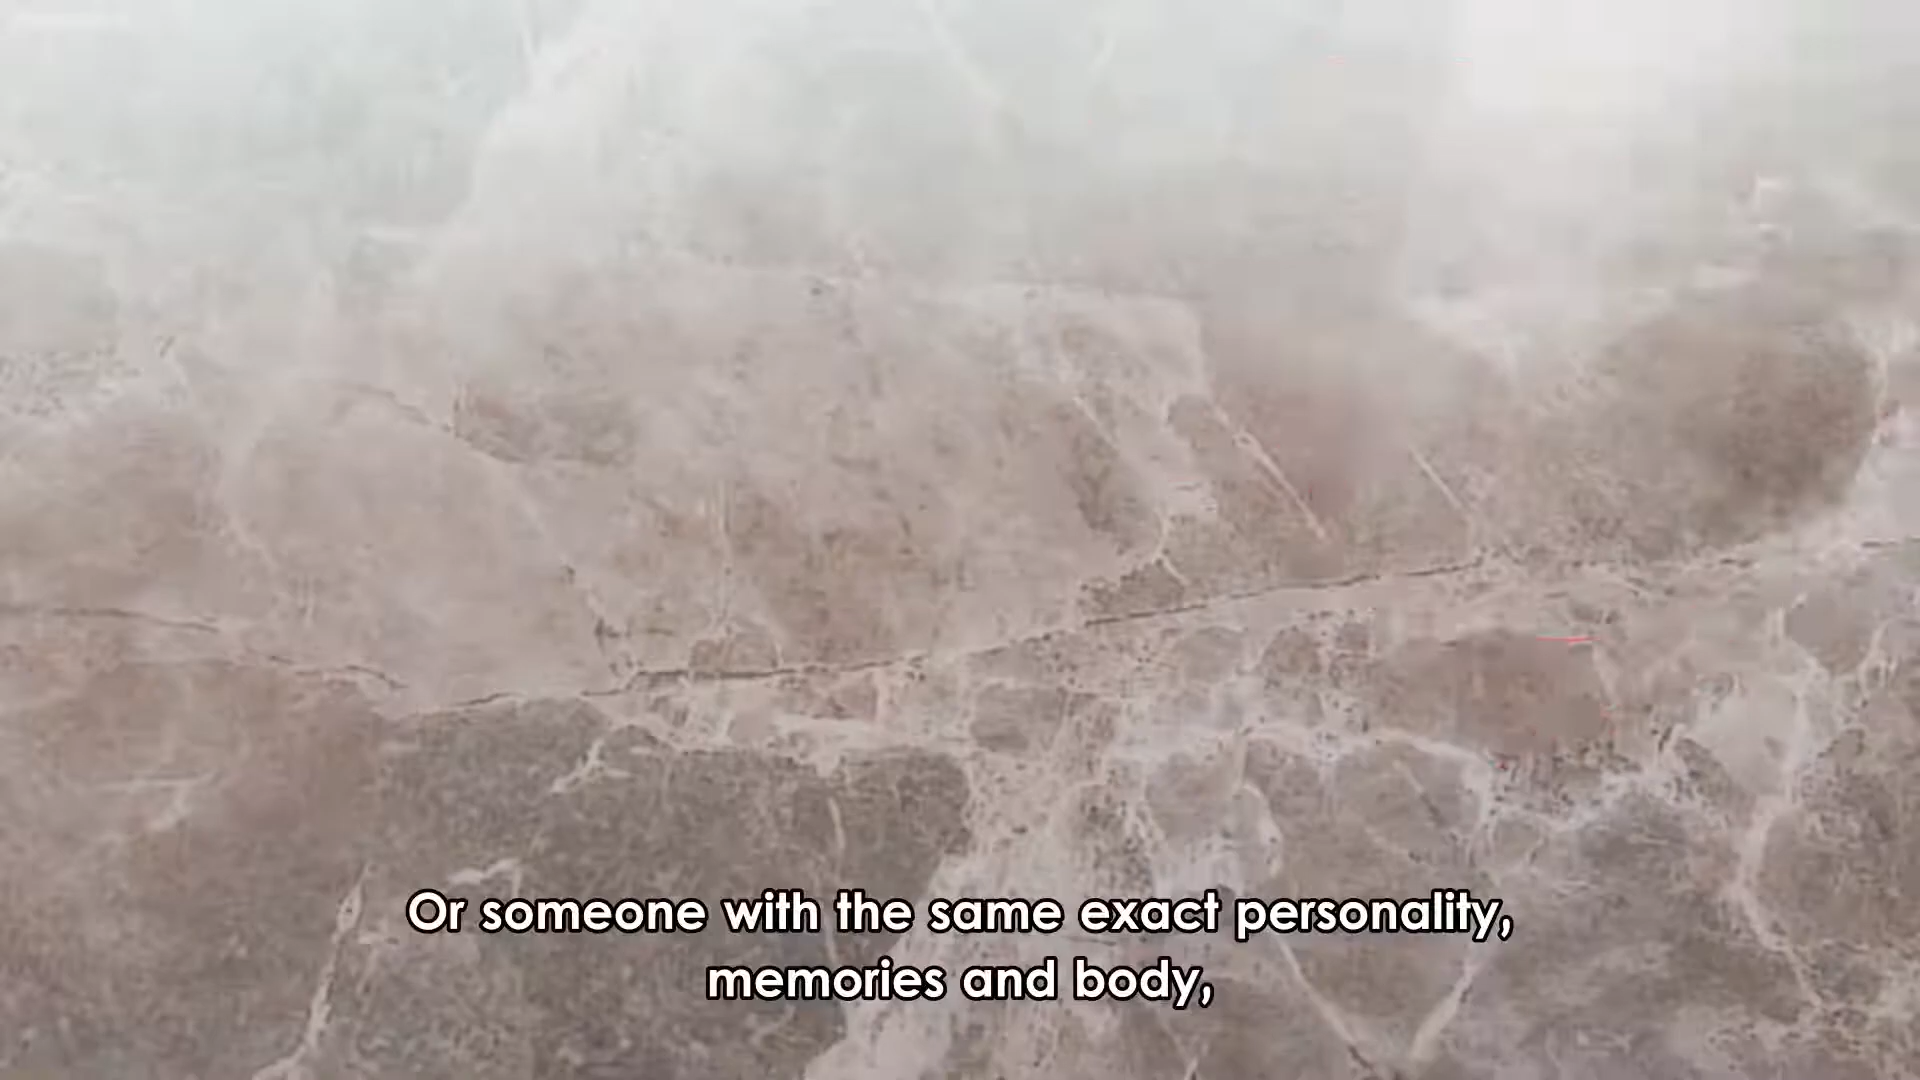 Or someone with the same exact personality,
memories and body,